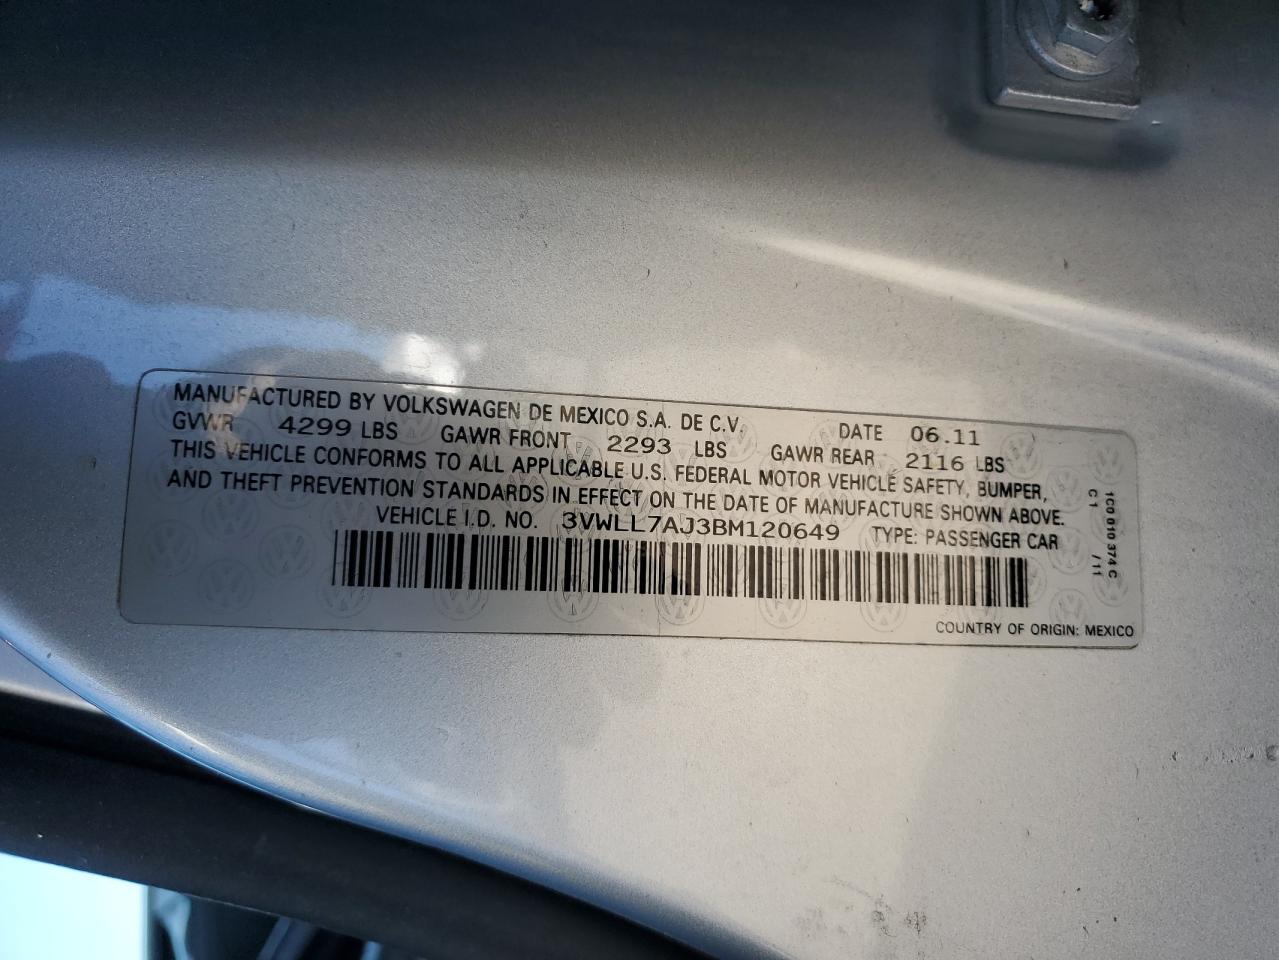 MANUFACTURED BY VOLKSWAGEN DE MEXICO S.A. DE C.V. DATE 06.11
GVWR 4299 LBS GAWR FRONT 2293 LBS GAWR REAR 2116 LBS
THIS VEHICLE CONFORMS TO ALL APPLICABLE U.S. FEDERAL MOTOR VEHICLE SAFETY, BUMPER,
AND THEFT PREVENTION STANDARDS IN EFFECT ON THE DATE OF MANUFACTURE SHOWN ABOVE.
VEHICLE I.D. NO. 3VWLL7AJ3BM120649 TYPE: PASSENGER CAR
COUNTRY OF ORIGIN: MEXICO
1C0 010 374 C
C 1 / 11